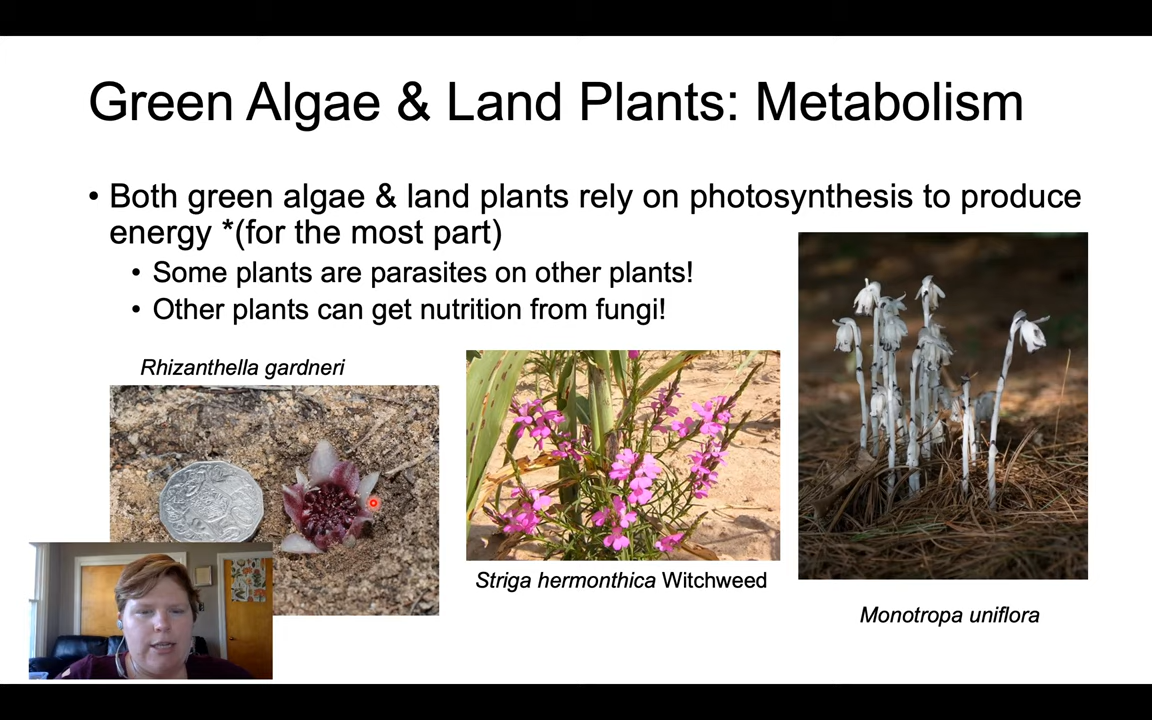 Green Algae & Land Plants: Metabolism
• Both green algae & land plants rely on photosynthesis to produce
energy *(for the most part)
• Some plants are parasites on other plants!
• Other plants can get nutrition from fungi!
Rhizanthella gardneri
Striga hermonthica Witchweed
Monotropa uniflora